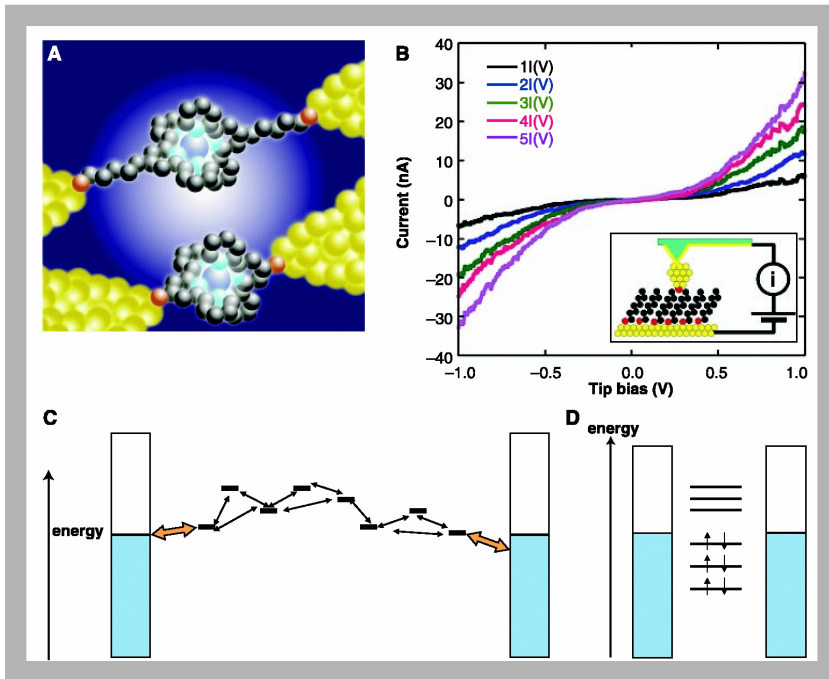 A
B
1I(V)
2I(V)
3I(V)
4I(V)
5I(V)
40
30
20
10
0
−10
−20
−30
−40
Current (nA)
i
−1.0
−0.5
0.0
0.5
1.0
Tip bias (V)
C
energy
D
energy